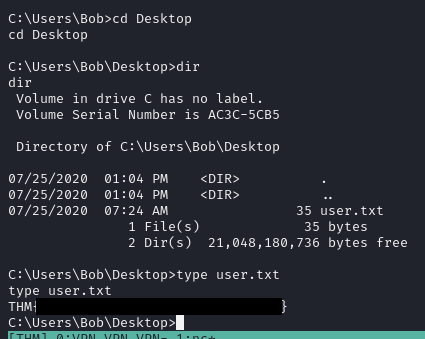 C:\Users\Bob>cd Desktop
cd Desktop
C:\Users\Bob\Desktop>dir
dir
 Volume in drive C has no label.
 Volume Serial Number is AC3C-5CB5
 Directory of C:\Users\Bob\Desktop
07/25/2020  01:04 PM    <DIR>          .
07/25/2020  01:04 PM    <DIR>          ..
07/25/2020  07:24 AM                35 user.txt
               1 File(s)             35 bytes
               2 Dir(s)  21,048,180,736 bytes free
C:\Users\Bob\Desktop>type user.txt
type user.txt
THM{ }
C:\Users\Bob\Desktop>
[THM] 0:VPN VPN VPN- 1:nc*